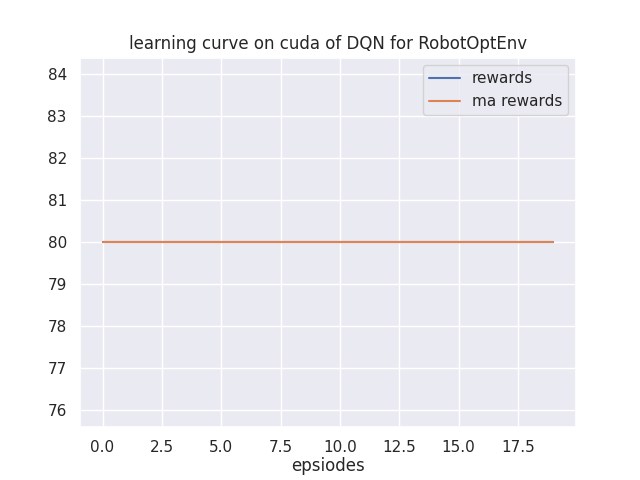 learning curve on cuda of DQN for RobotOptEnv
rewards
ma rewards
84
83
82
81
80
79
78
77
76
0.0 2.5 5.0 7.5 10.0 12.5 15.0 17.5
epsiodes